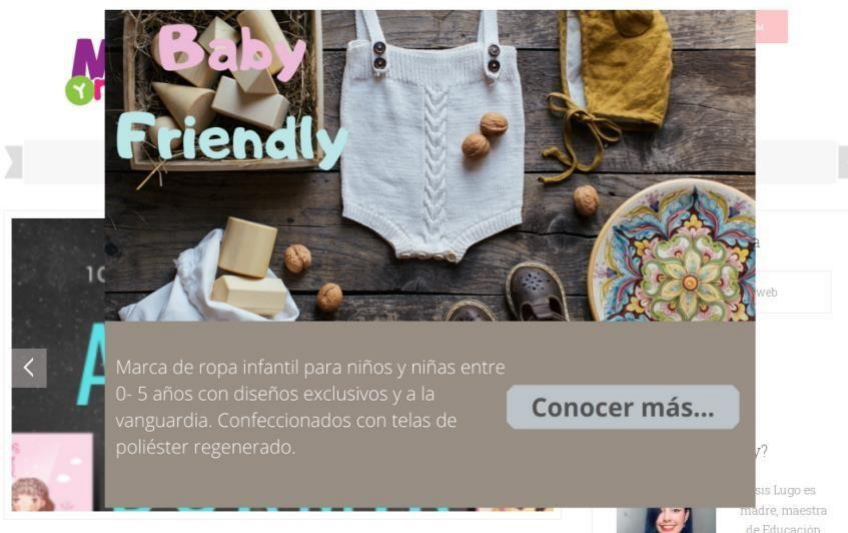 Baby
Friendly
Marca de ropa infantil para niños y niñas entre
0- 5 años con diseños exclusivos y a la
vanguardia. Confeccionados con telas de
poliéster regenerado.
Conocer más...
M
Y
10
A
web
y?
sis Lugo es
madre, maestra
de Educación